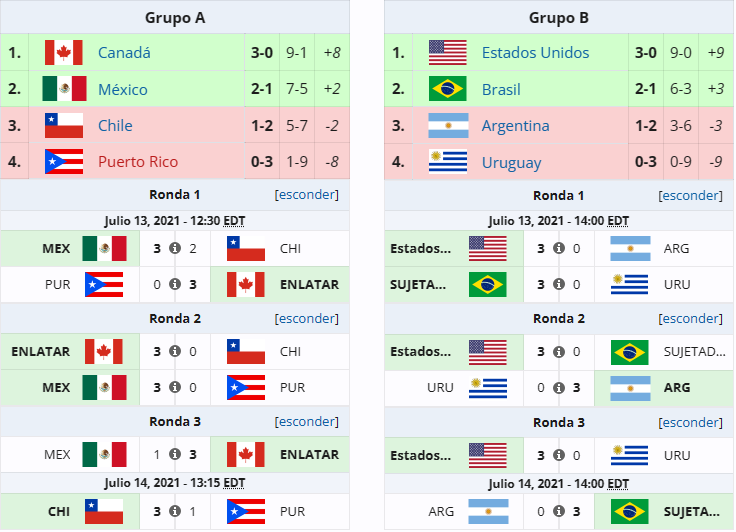 Grupo A
1. Canadá 3-0 9-1 +8
2. México 2-1 7-5 +2
3. Chile 1-2 5-7 -2
4. Puerto Rico 0-3 1-9 -8
Ronda 1 [esconder]
Julio 13, 2021 - 12:30 EDT
MEX 3 i 2 CHI
PUR 0 i 3 ENLATAR
Ronda 2 [esconder]
ENLATAR 3 i 0 CHI
MEX 3 i 0 PUR
Ronda 3 [esconder]
MEX 1 i 3 ENLATAR
Julio 14, 2021 - 13:15 EDT
CHI 3 i 1 PUR
Grupo B
1. Estados Unidos 3-0 9-0 +9
2. Brasil 2-1 6-3 +3
3. Argentina 1-2 3-6 -3
4. Uruguay 0-3 0-9 -9
Ronda 1 [esconder]
Julio 13, 2021 - 14:00 EDT
Estados... 3 i 0 ARG
SUJETA... 3 i 0 URU
Ronda 2 [esconder]
Estados... 3 i 0 SUJETAD...
URU 0 i 3 ARG
Ronda 3 [esconder]
Estados... 3 i 0 URU
Julio 14, 2021 - 14:00 EDT
ARG 0 i 3 SUJETA...